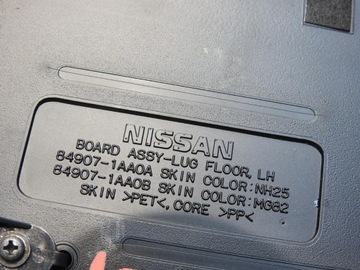 NISSAN
BOARD ASSY-LUG FLOOR, LH
84907-1AA0A SKIN COLOR:NH25
84907-1AA0B SKIN COLOR:MG82
SKIN >PET<, CORE >PP<